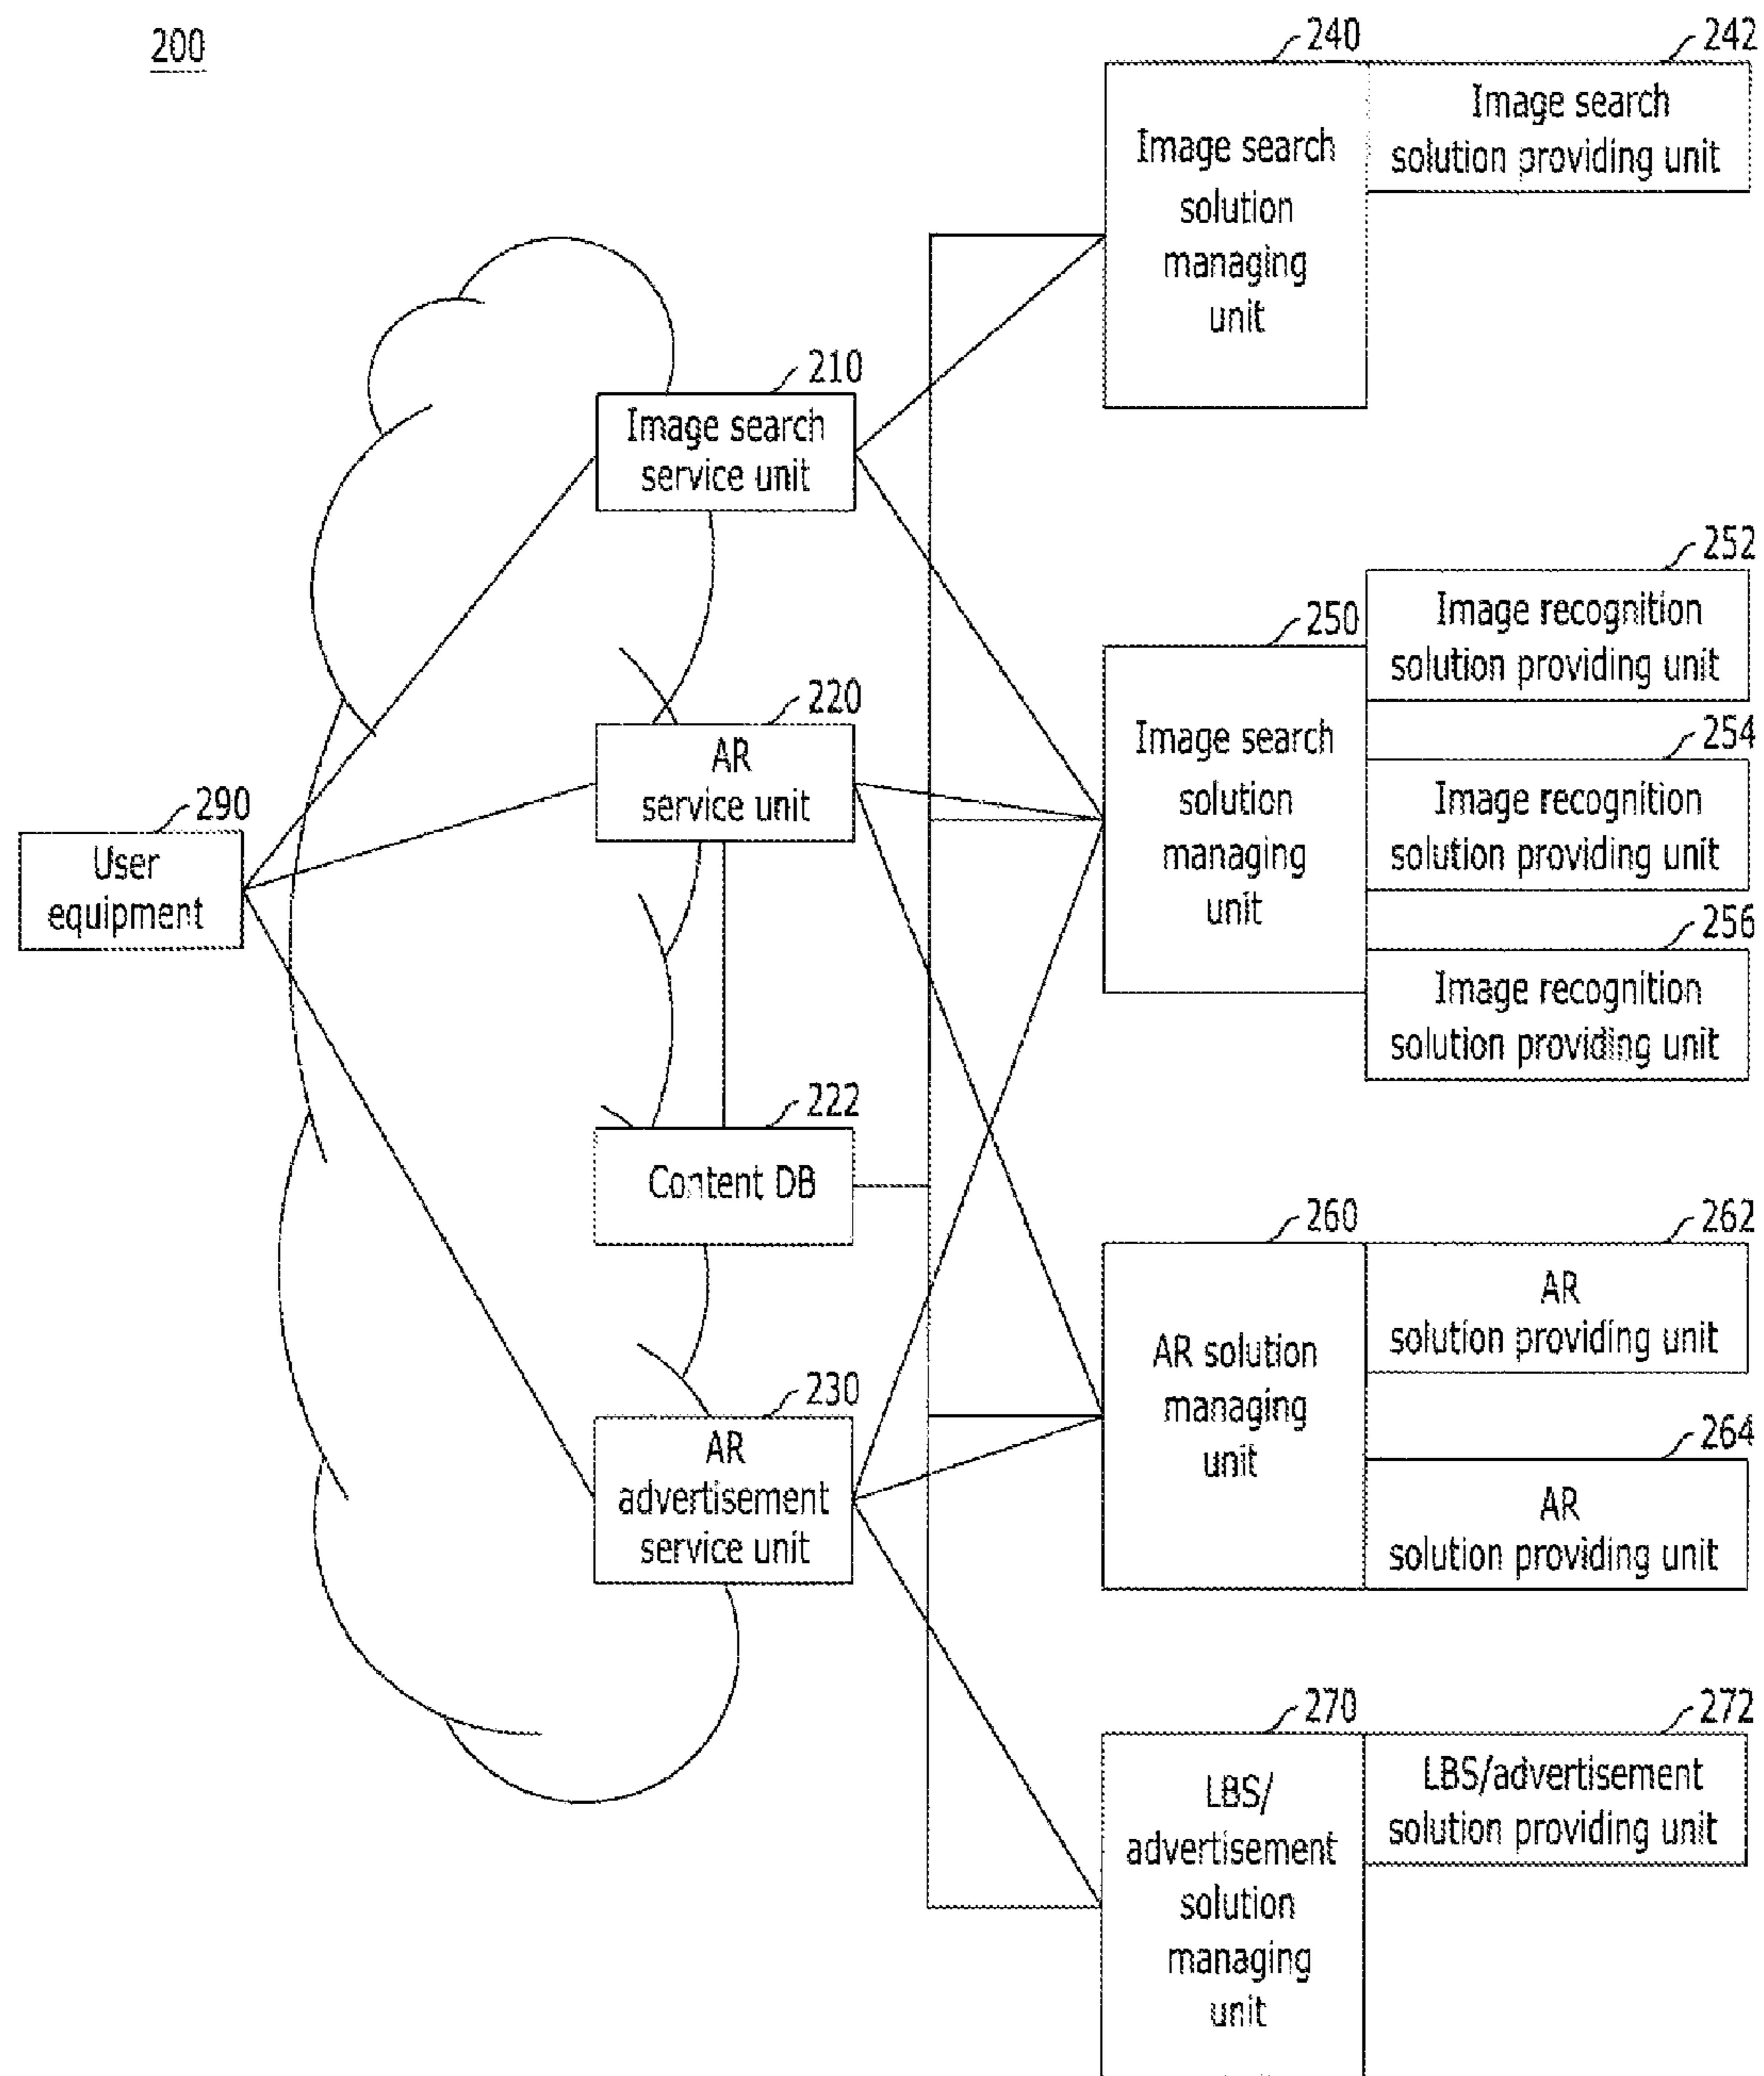 200
240
242
Image search
solution managing
unit
Image search
solution providing unit
210
Image search
service unit
250
Image search
solution
managing
unit
252
Image recognition
solution providing unit
254
Image recognition
solution providing unit
256
Image recognition
solution providing unit
220
AR
service unit
290
User
equipment
222
Content DB
260
AR solution
managing
unit
262
AR
solution providing unit
264
AR
solution providing unit
230
AR
advertisement
service unit
270
LBS/
advertisement
solution
managing
unit
272
LBS/advertisement
solution providing unit